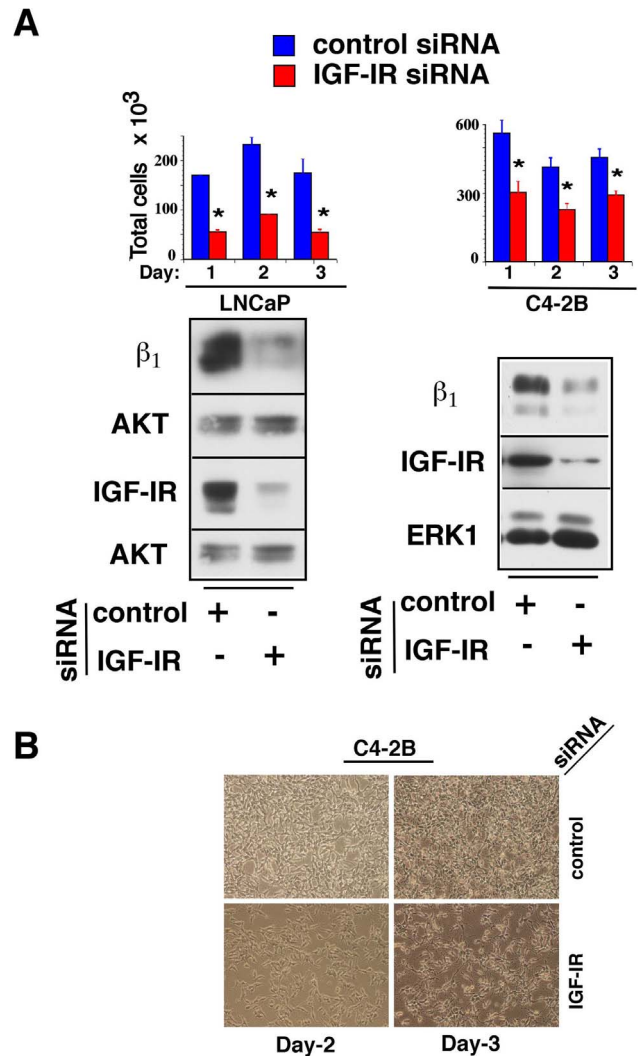 A
control siRNA
IGF-IR siRNA
Total cells x 10³
200
100
0
Day: 1 2 3
LNCaP
* * *
600
300
0
1 2 3
C4-2B
* * *
β₁
AKT
IGF-IR
AKT
siRNA
control + -
IGF-IR - +
β₁
IGF-IR
ERK1
siRNA
control + -
IGF-IR - +
B
C4-2B
siRNA
control
IGF-IR
Day-2 Day-3